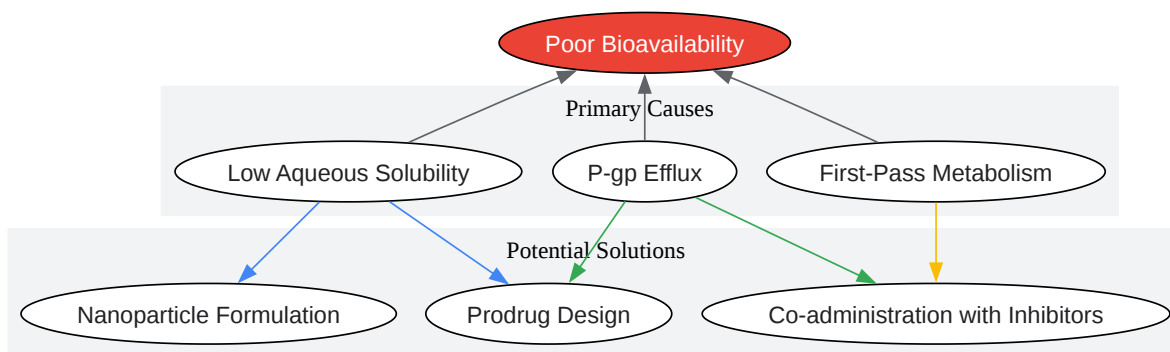 Poor Bioavailability
Primary Causes
Low Aqueous Solubility
P-gp Efflux
First-Pass Metabolism
Potential Solutions
Nanoparticle Formulation
Prodrug Design
Co-administration with Inhibitors